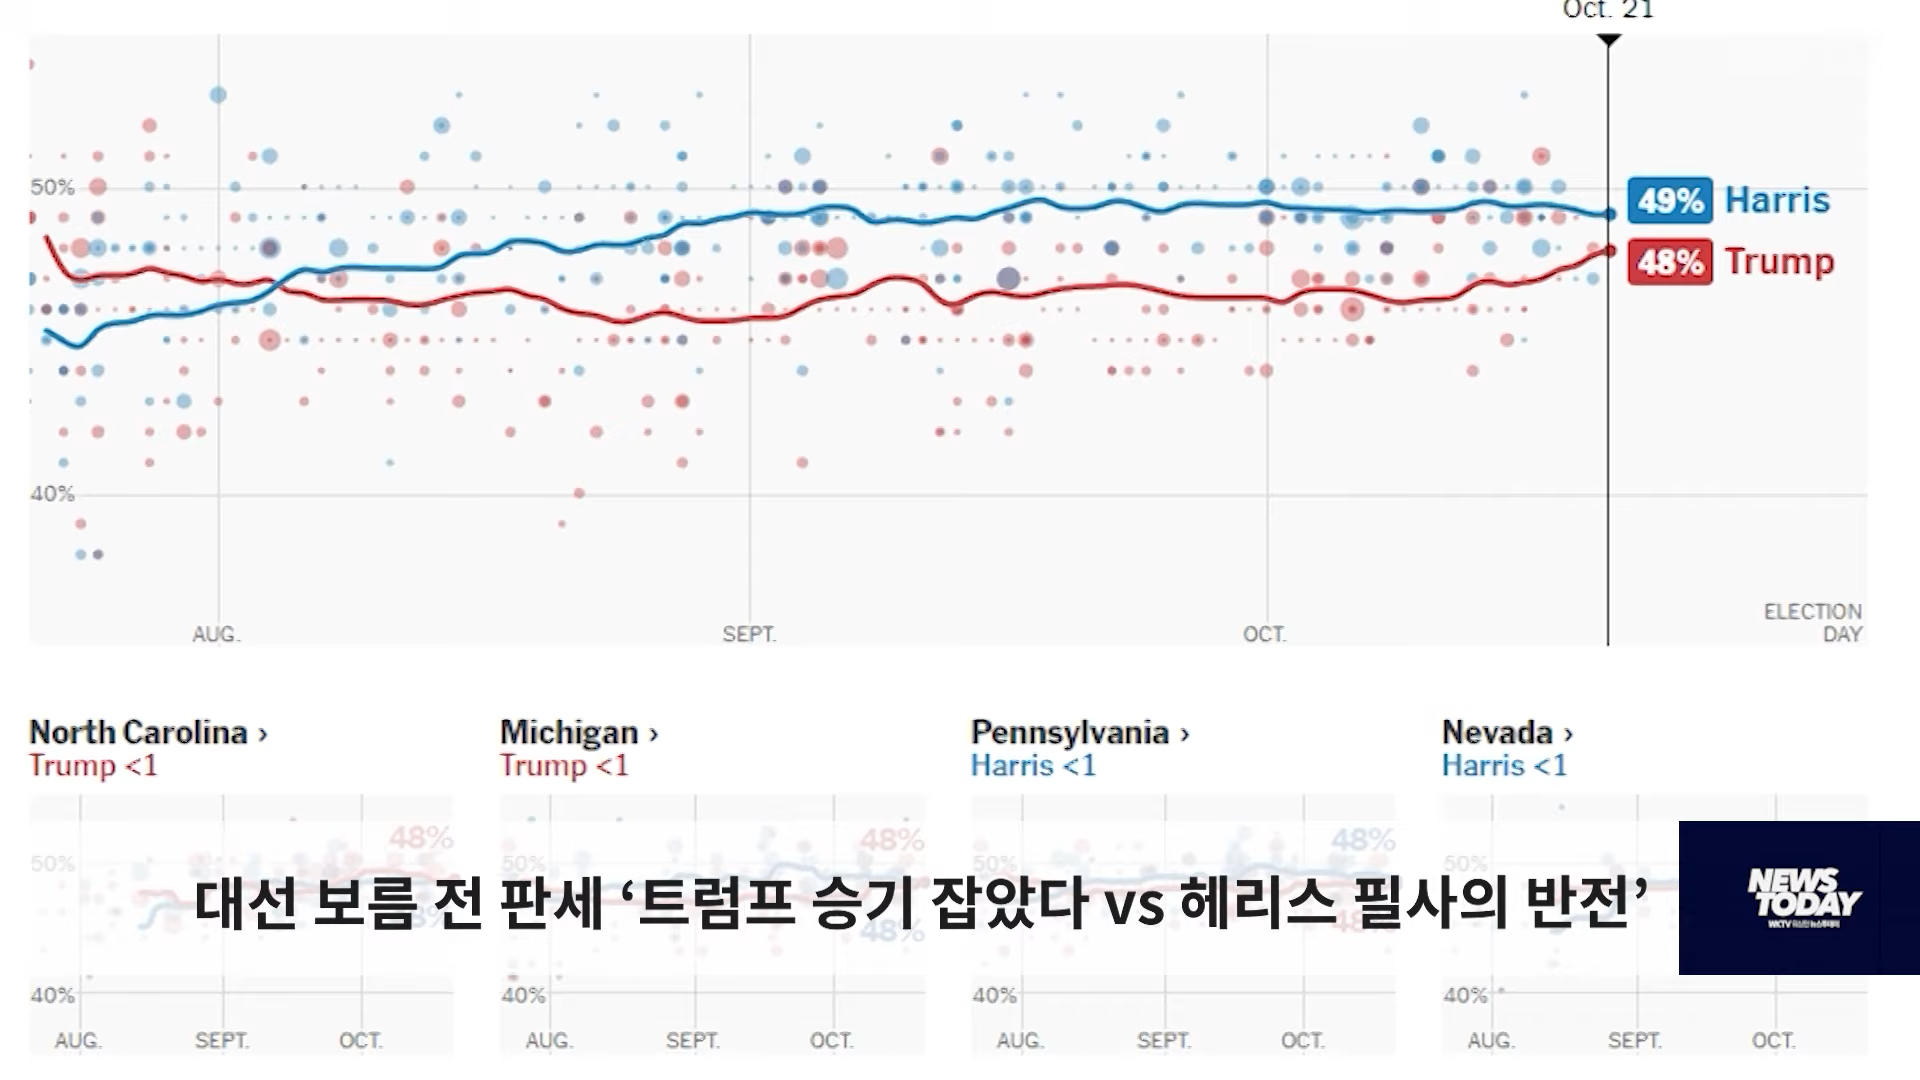 Oct. 21
50%
49% Harris
48% Trump
40%
ELECTION
DAY
AUG. SEPT. OCT.
North Carolina › Michigan › Pennsylvania › Nevada ›
Trump <1 Trump <1 Harris <1 Harris <1
48% 48% 48%
50% 50% 50% 50%
대선 보름 전 판세 ‘트럼프 승기 잡았다 vs 헤리스 필사의 반전’
48% 48%
NEWS
TODAY
40% 40% 40% 40%
AUG. SEPT. OCT. AUG. SEPT. OCT. AUG. SEPT. OCT. AUG. SEPT. OCT.